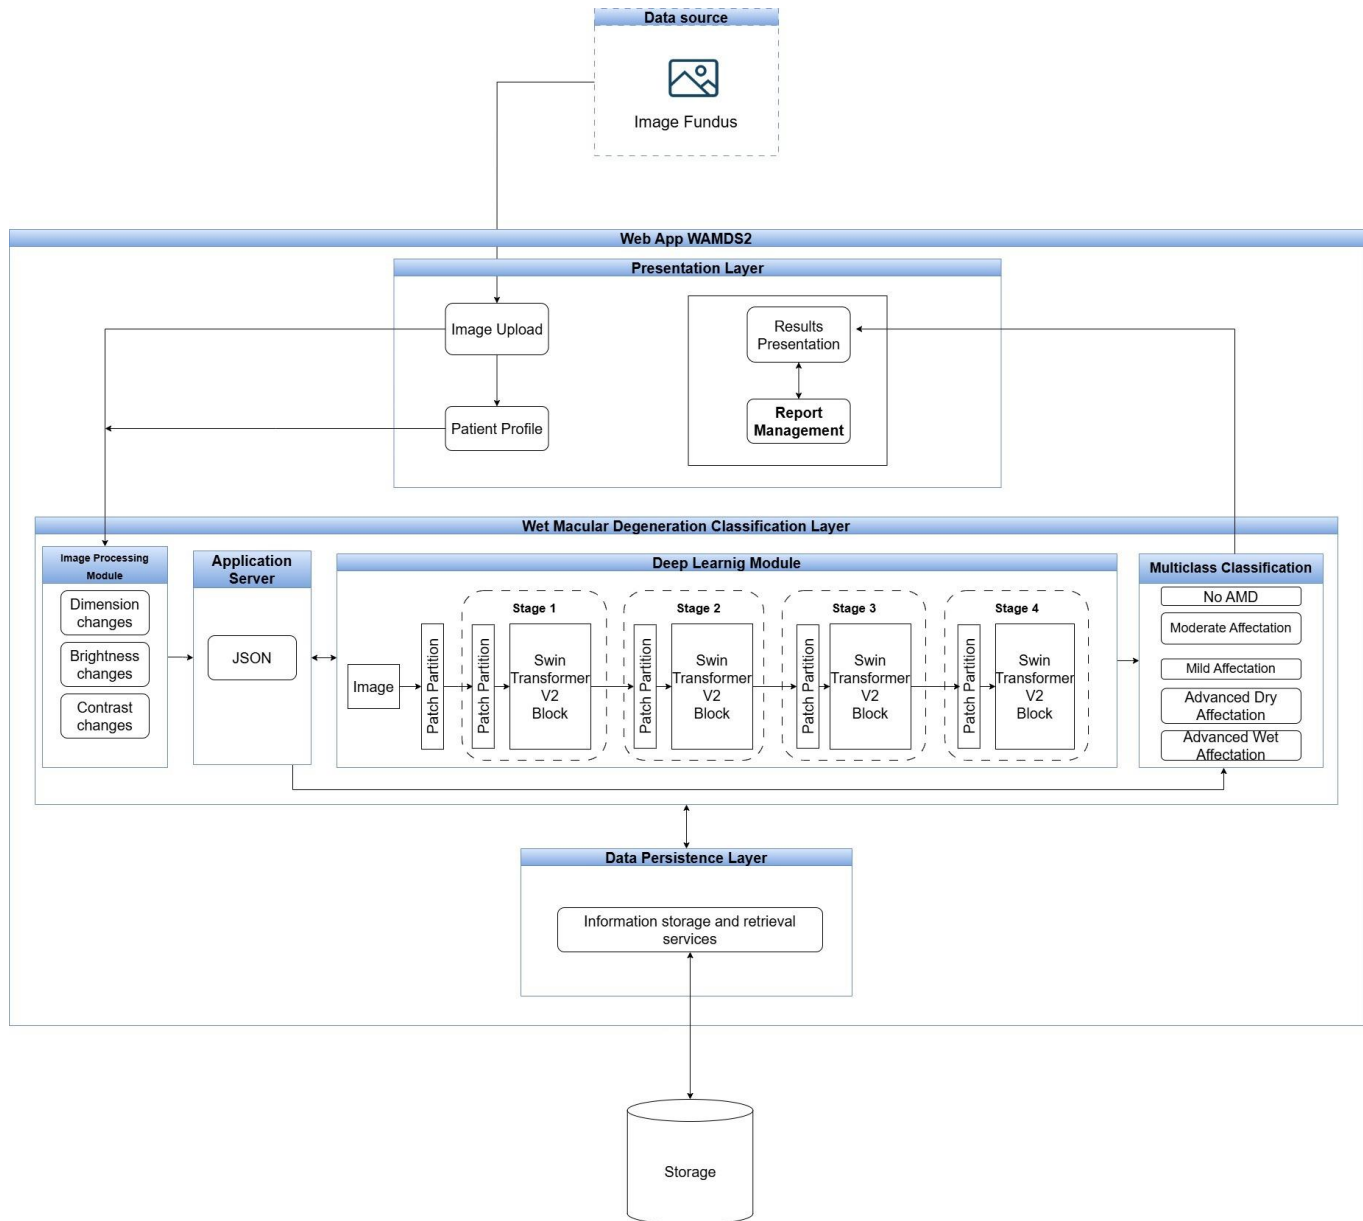 Data source
Image Fundus
Web App WAMDS2
Presentation Layer
Image Upload
Patient Profile
Results
Presentation
Report
Management
Wet Macular Degeneration Classification Layer
Image Processing
Module
Dimension
changes
Brightness
changes
Contrast
changes
Application
Server
JSON
Deep Learnig Module
Image
Patch Partition
Stage 1
Patch Partition
Swin
Transformer
V2
Block
Stage 2
Patch Partition
Swin
Transformer
V2
Block
Stage 3
Patch Partition
Swin
Transformer
V2
Block
Stage 4
Patch Partition
Swin
Transformer
V2
Block
Multiclass Classification
No AMD
Moderate Affectation
Mild Affectation
Advanced Dry
Affectation
Advanced Wet
Affectation
Data Persistence Layer
Information storage and retrieval
services
Storage